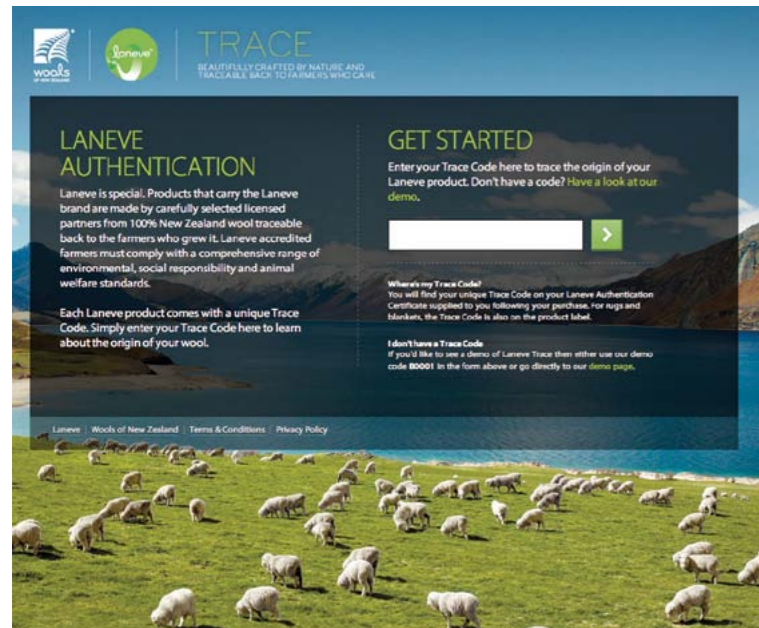 wools
OF NEW ZEALAND
laneve
TRACE
BEAUTIFULLY CRAFTED BY NATURE AND
TRACEABLE BACK TO FARMERS WHO CARE
LANEVE
AUTHENTICATION
Laneve is special. Products that carry the Laneve
brand are made by carefully selected licensed
partners from 100% New Zealand wool traceable
back to the farmers who grew it. Laneve accredited
farmers must comply with a comprehensive range of
environmental, social responsibility and animal
welfare standards.
Each Laneve product comes with a unique Trace
Code. Simply enter your Trace Code here to learn
about the origin of your wool.
GET STARTED
Enter your Trace Code here to trace the origin of your
Laneve product. Don't have a code? Have a look at our
demo.
Where's my Trace Code?
You will find your unique Trace Code on your Laneve Authentication
Certificate supplied to you following your purchase. For rugs and
blankets, the Trace Code is also on the product label.
I don't have a Trace Code
If you'd like to see a demo of Laneve Trace then either use our demo
code B0001 in the form above or go directly to our demo page.
Laneve | Wools of New Zealand | Terms & Conditions | Privacy Policy